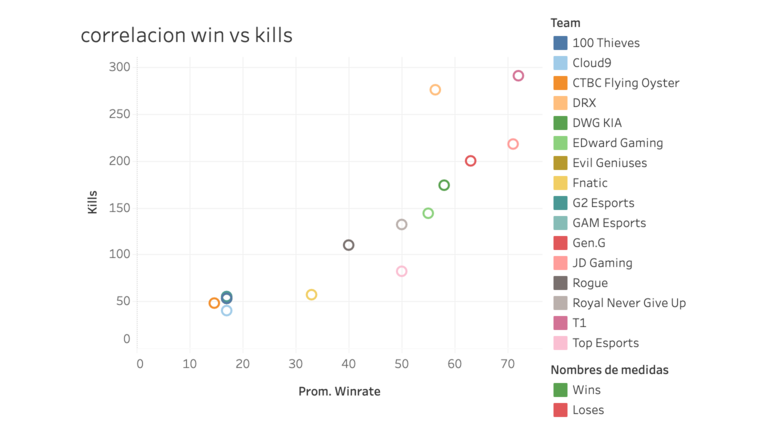 correlacion win vs kills
300
250
200
150
100
50
0
Kills
0 10 20 30 40 50 60 70
Prom. Winrate
Team
100 Thieves
Cloud9
CTBC Flying Oyster
DRX
DWG KIA
EDward Gaming
Evil Geniuses
Fnatic
G2 Esports
GAM Esports
Gen.G
JD Gaming
Rogue
Royal Never Give Up
T1
Top Esports
Nombres de medidas
Wins
Loses